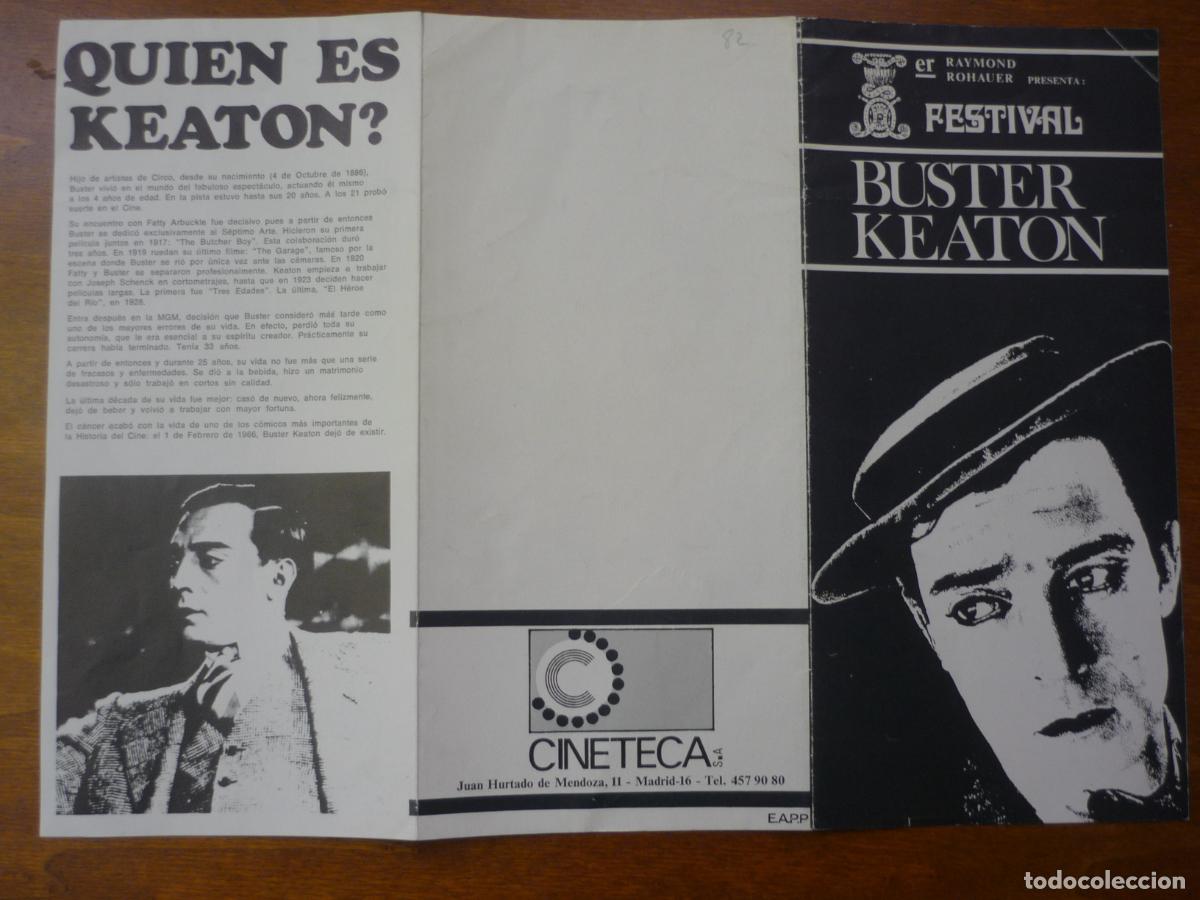 QUIEN ES
KEATON?
Hijo de artistas de Circo, desde su nacimiento (4 de Octubre de 1896),
Buster vivió en el mundo del fabuloso espectáculo, actuando él mismo
a los 4 años de edad. En la pista estuvo hasta sus 20 años. A los 21 probó
suerte en el Cine.
Su encuentro con Fatty Arbuckle fue decisivo pues a partir de entonces
Buster se dedicó exclusivamente al Séptimo Arte. Hicieron su primera
película juntos en 1917: "The Butcher Boy". Esta colaboración duró
tres años. En 1919 ruedan su último filme: "The Garage", famoso por la
escena donde Buster se rió por única vez ante las cámaras. En 1920
Fatty y Buster se separaron profesionalmente. Keaton empieza a trabajar
con Joseph Schenck en cortometrajes, hasta que en 1923 deciden hacer
películas largas. La primera fue "Tres Edades". La última, "El Héroe
del Río", en 1928.
Entra después en la MGM, decisión que Buster consideró más tarde como
uno de los mayores errores de su vida. En efecto, perdió toda su
autonomía, que le era esencial a su espíritu creador. Prácticamente su
carrera había terminado. Tenía 33 años.
A partir de entonces y durante 25 años, su vida no fue más que una serie
de fracasos y enfermedades. Se dió a la bebida, hizo un matrimonio
desastroso y sólo trabajó en cortos sin calidad.
La última década de su vida fue mejor: casó de nuevo, ahora felizmente,
dejó de beber y volvió a trabajar con mayor fortuna.
El cáncer acabó con la vida de uno de los cómicos más importantes de
la Historia del Cine: el 1 de Febrero de 1966, Buster Keaton dejó de existir.
82
C
CINETECA S.A
Juan Hurtado de Mendoza, 11 - Madrid-16 - Tel. 457 90 80
E.A.P.P
er RAYMOND
ROHAUER PRESENTA:
FESTIVAL
BUSTER
KEATON
todocoleccion